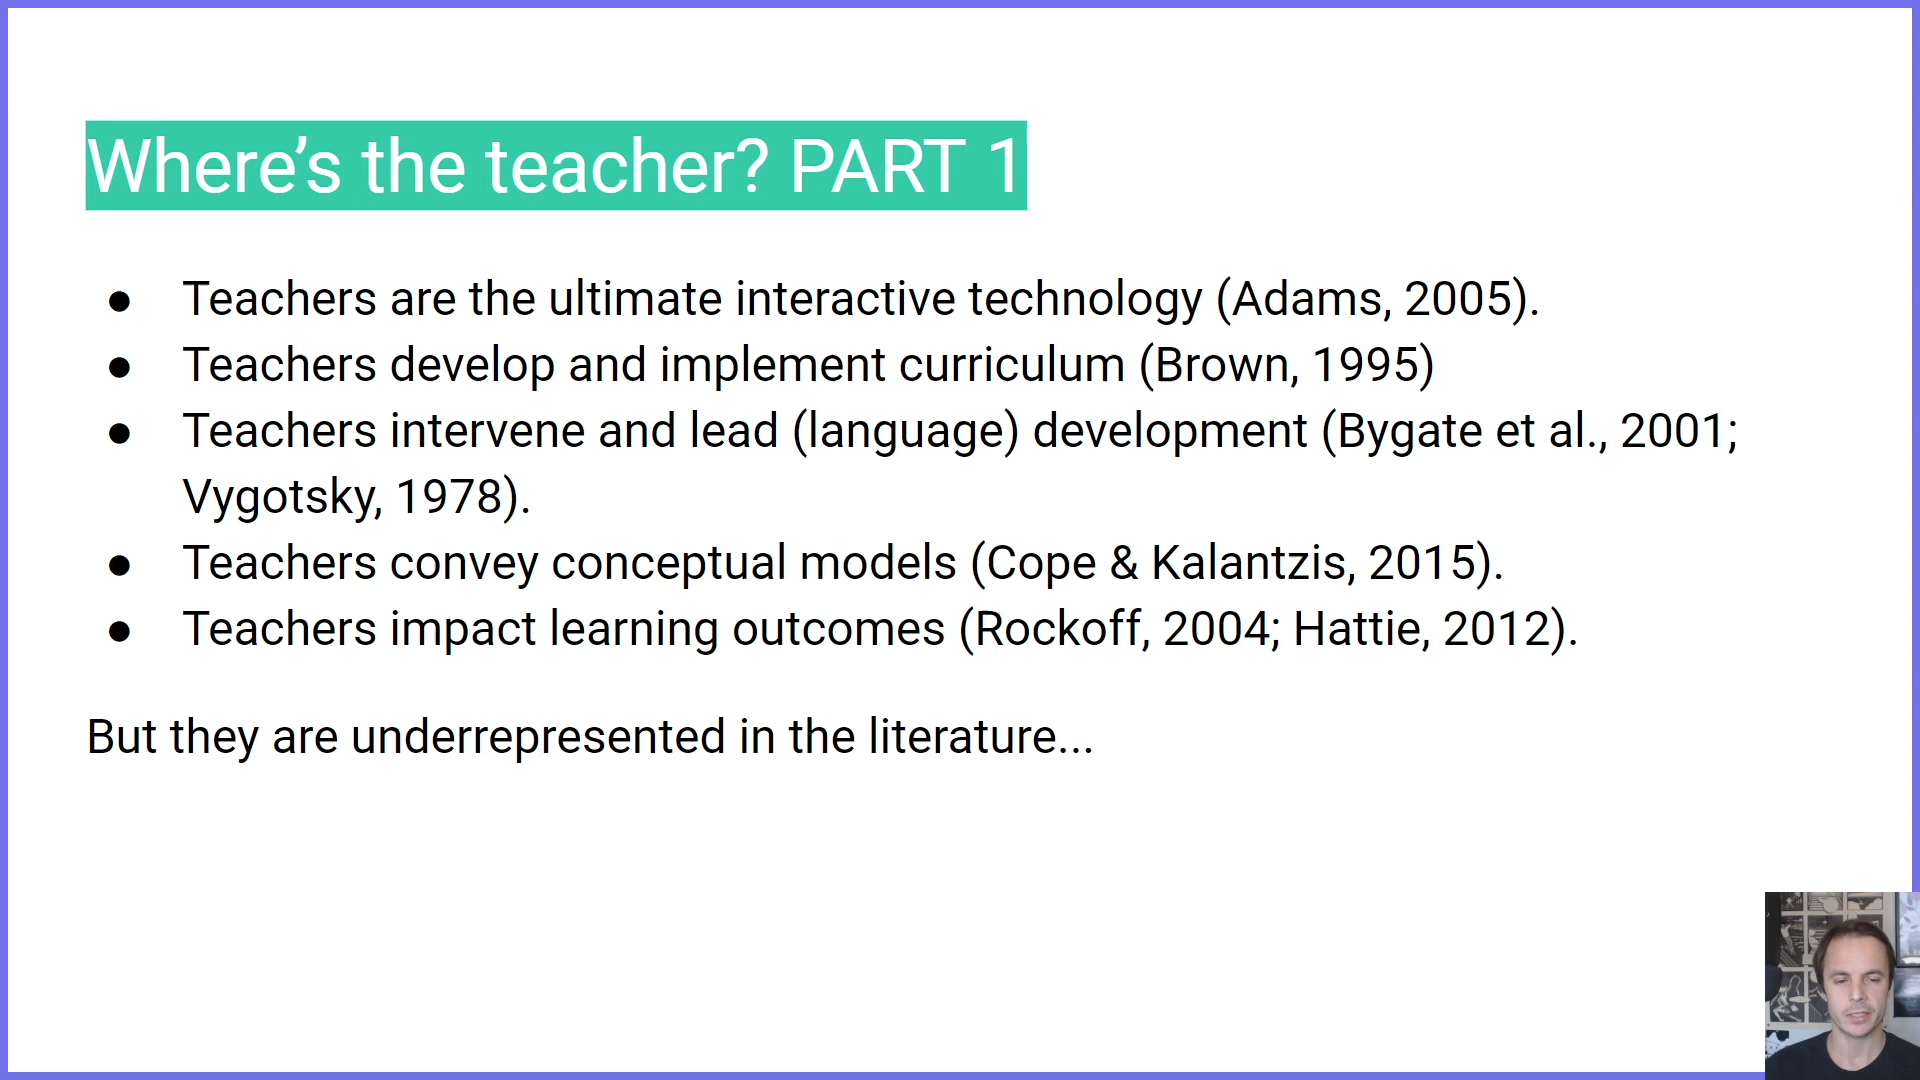 Where’s the teacher? PART 1
● Teachers are the ultimate interactive technology (Adams, 2005).
● Teachers develop and implement curriculum (Brown, 1995)
● Teachers intervene and lead (language) development (Bygate et al., 2001;
Vygotsky, 1978).
● Teachers convey conceptual models (Cope & Kalantzis, 2015).
● Teachers impact learning outcomes (Rockoff, 2004; Hattie, 2012).
But they are underrepresented in the literature...